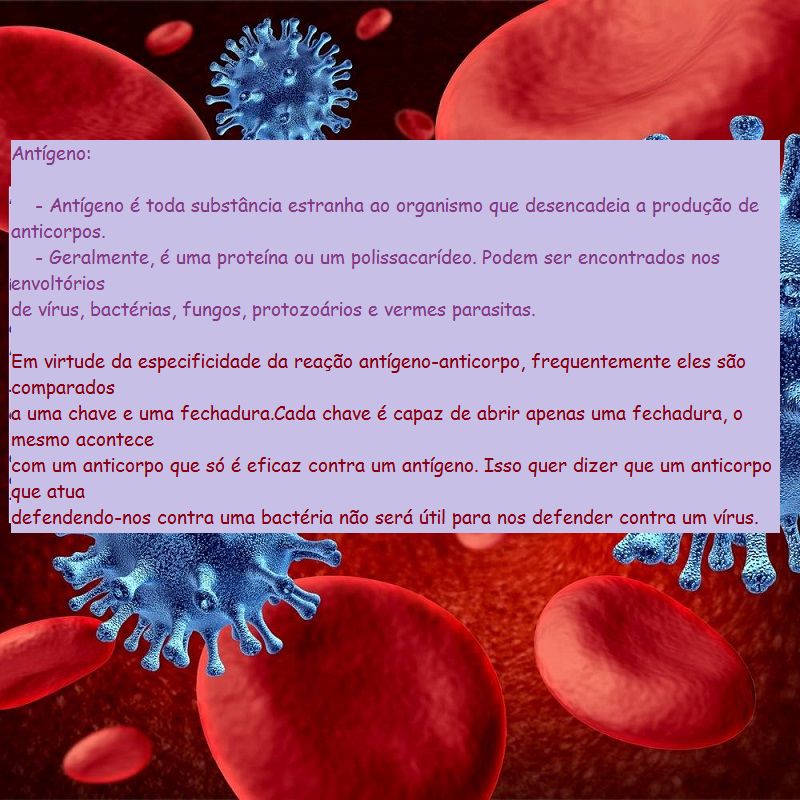 Antígeno:
- Antígeno é toda substância estranha ao organismo que desencadeia a produção de
anticorpos.
- Geralmente, é uma proteína ou um polissacarídeo. Podem ser encontrados nos
envoltórios
de vírus, bactérias, fungos, protozoários e vermes parasitas.
Em virtude da especificidade da reação antígeno-anticorpo, frequentemente eles são
comparados
a uma chave e uma fechadura.Cada chave é capaz de abrir apenas uma fechadura, o
mesmo acontece
com um anticorpo que só é eficaz contra um antígeno. Isso quer dizer que um anticorpo
que atua
defendendo-nos contra uma bactéria não será útil para nos defender contra um vírus.